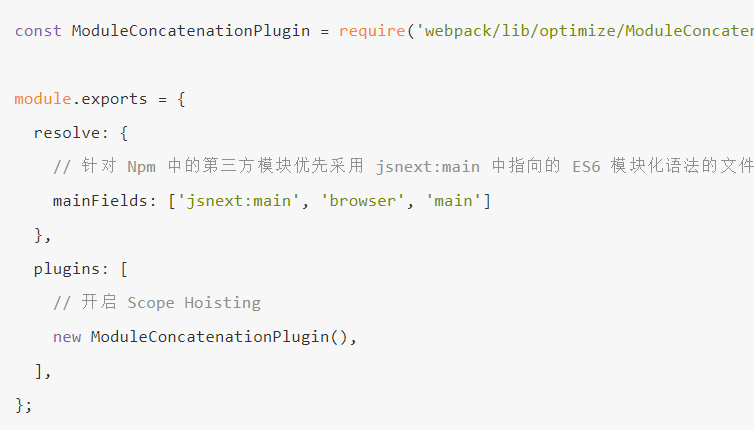 const ModuleConcatenationPlugin = require('webpack/lib/optimize/ModuleConcaten
module.exports = {
resolve: {
// 针对 Npm 中的第三方模块优先采用 jsnext:main 中指向的 ES6 模块化语法的文件
mainFields: ['jsnext:main', 'browser', 'main']
},
plugins: [
// 开启 Scope Hoisting
new ModuleConcatenationPlugin(),
],
};